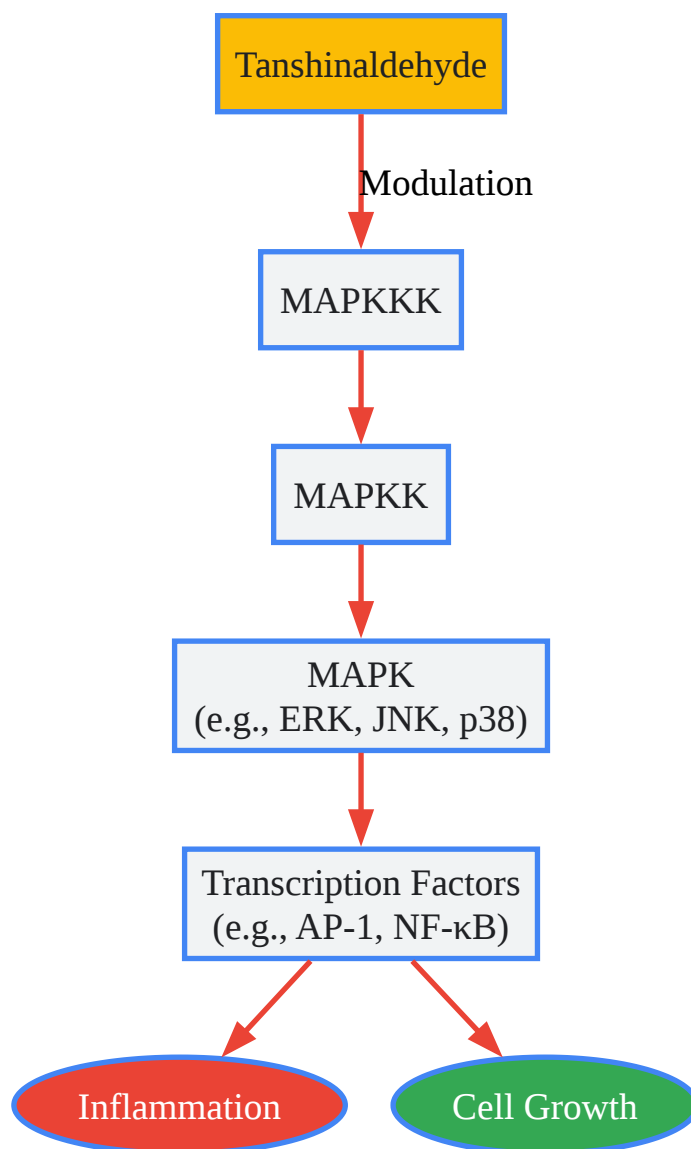 Tanshinaldehyde
Modulation
MAPKKK
MAPKK
MAPK
(e.g., ERK, JNK, p38)
Transcription Factors
(e.g., AP-1, NF-κB)
Inflammation
Cell Growth